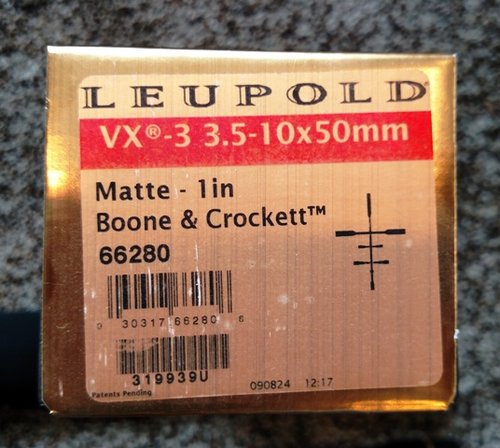 LEUPOLD
VX®-3 3.5-10x50mm
Matte - 1in
Boone & Crockett™
66280
0 30317 66280 6
319939U
Patents Pending
090824 12:17